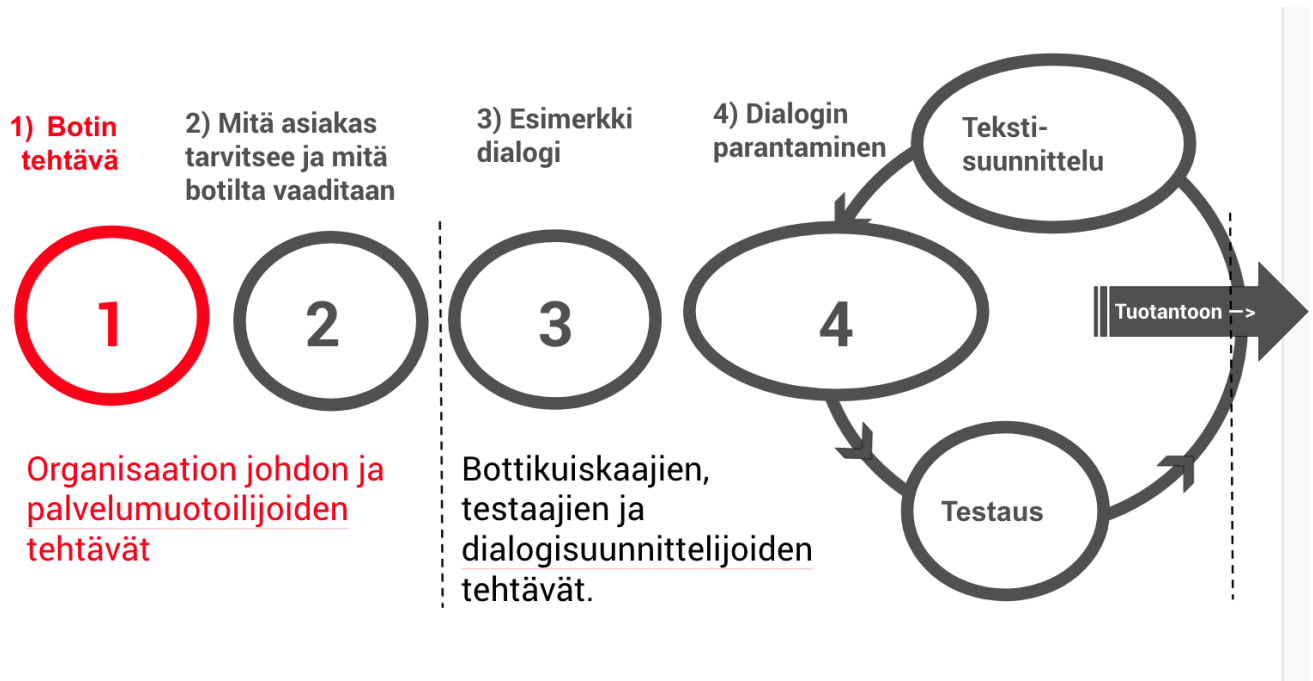 1) Botin
tehtävä
2) Mitä asiakas
tarvitsee ja mitä
botilta vaaditaan
3) Esimerkki
dialogi
4) Dialogin
parantaminen
Teksti-
suunnittelu
1
2
3
4
Tuotantoon —>
Testaus
Organisaation johdon ja
palvelumuotoilijoiden
tehtävät
Bottikuiskaajien,
testaajien ja
dialogisuunnittelijoiden
tehtävät.